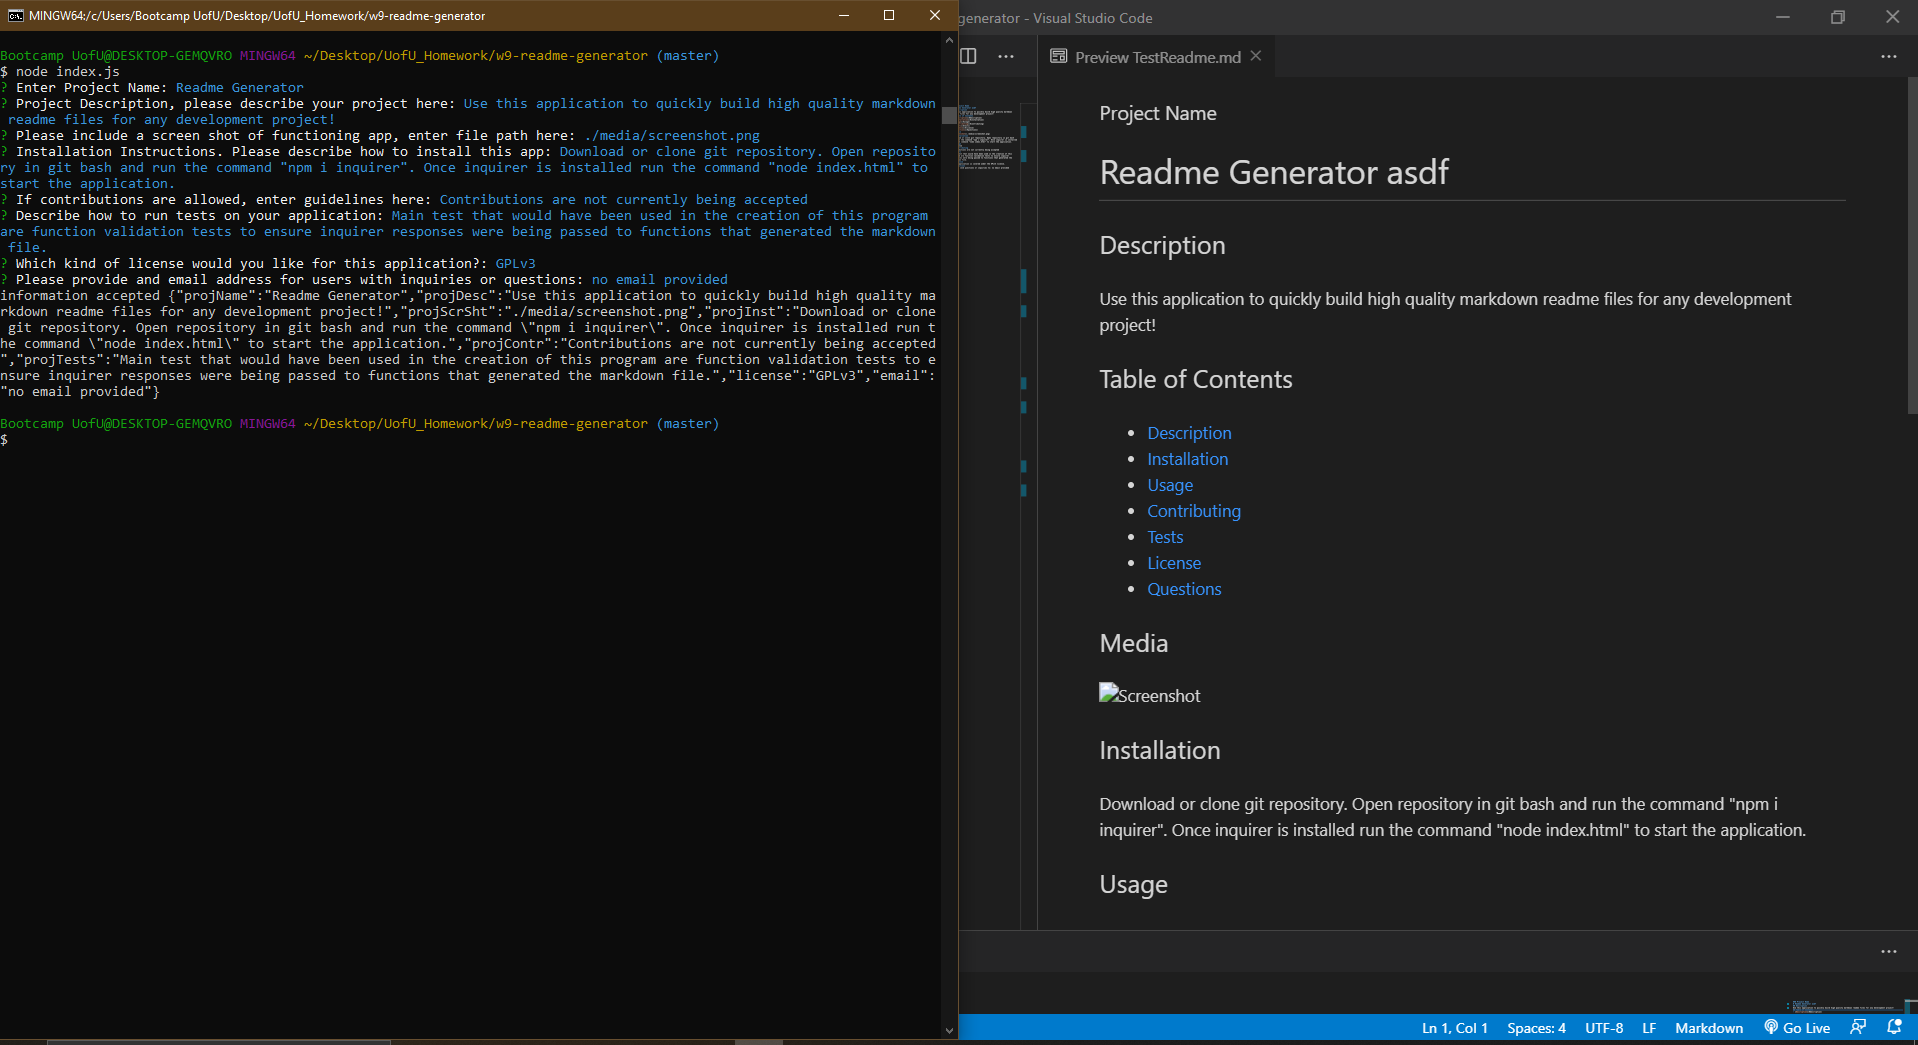 MINGW64:/c/Users/Bootcamp UofU/Desktop/UofU_Homework/w9-readme-generator
Bootcamp UofU@DESKTOP-GEMQVRO MINGW64 ~/Desktop/UofU_Homework/w9-readme-generator (master)
$ node index.js
? Enter Project Name: Readme Generator
? Project Description, please describe your project here: Use this application to quickly build high quality markdown
readme files for any development project!
? Please include a screen shot of functioning app, enter file path here: ./media/screenshot.png
? Installation Instructions. Please describe how to install this app: Download or clone git repository. Open reposito
ry in git bash and run the command "npm i inquirer". Once inquirer is installed run the command "node index.html" to
start the application.
? If contributions are allowed, enter guidelines here: Contributions are not currently being accepted
? Describe how to run tests on your application: Main test that would have been used in the creation of this program
are function validation tests to ensure inquirer responses were being passed to functions that generated the markdown
file.
? Which kind of license would you like for this application?: GPLv3
? Please provide and email address for users with inquiries or questions: no email provided
information accepted {"projName":"Readme Generator","projDesc":"Use this application to quickly build high quality ma
rkdown readme files for any development project!","projScrSht":"./media/screenshot.png","projInst":"Download or clone
git repository. Open repository in git bash and run the command \"npm i inquirer\". Once inquirer is installed run t
he command \"node index.html\" to start the application.","projContr":"Contributions are not currently being accepted
","projTests":"Main test that would have been used in the creation of this program are function validation tests to e
nsure inquirer responses were being passed to functions that generated the markdown file.","license":"GPLv3","email":
"no email provided"}
Bootcamp UofU@DESKTOP-GEMQVRO MINGW64 ~/Desktop/UofU_Homework/w9-readme-generator (master)
$
generator - Visual Studio Code
Preview TestReadme.md
Project Name
Readme Generator asdf
Description
Use this application to quickly build high quality markdown readme files for any development
project!
Table of Contents
• Description
• Installation
• Usage
• Contributing
• Tests
• License
• Questions
Media
Screenshot
Installation
Download or clone git repository. Open repository in git bash and run the command "npm i
inquirer". Once inquirer is installed run the command "node index.html" to start the application.
Usage
Ln 1, Col 1 Spaces: 4 UTF-8 LF Markdown Go Live